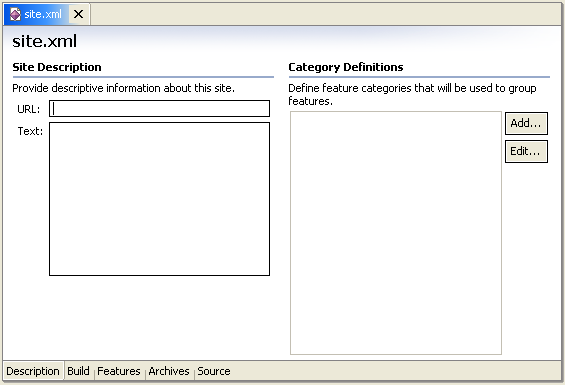 site.xml
site.xml
Site Description
Provide descriptive information about this site.
URL:
Text:
Category Definitions
Define feature categories that will be used to group
features.
Add...
Edit...
Description Build Features Archives Source